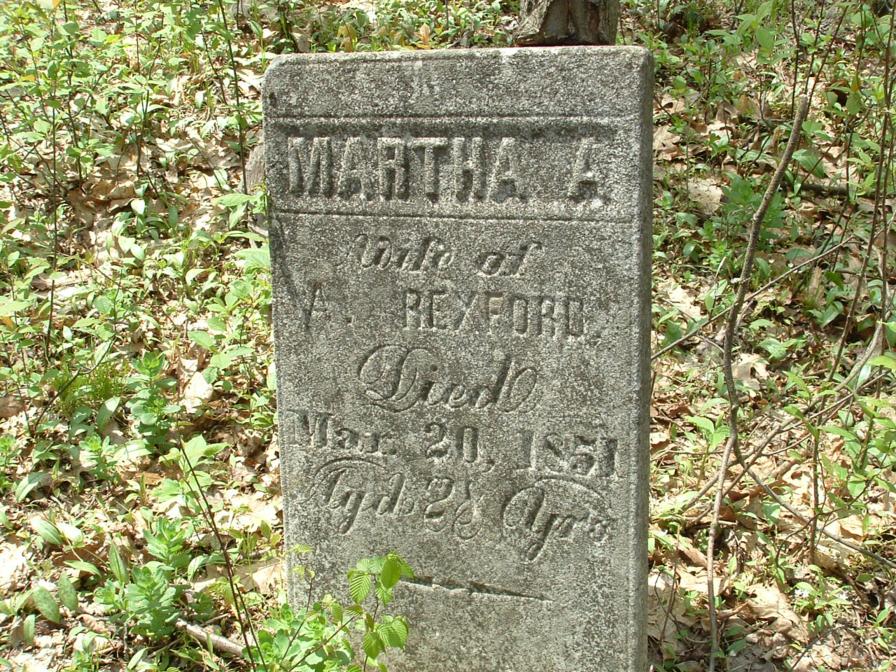 MARTHA A.
Wife of
A. REXFORD.
Died
Mar. 20, 1851
Aged 28 Yrs